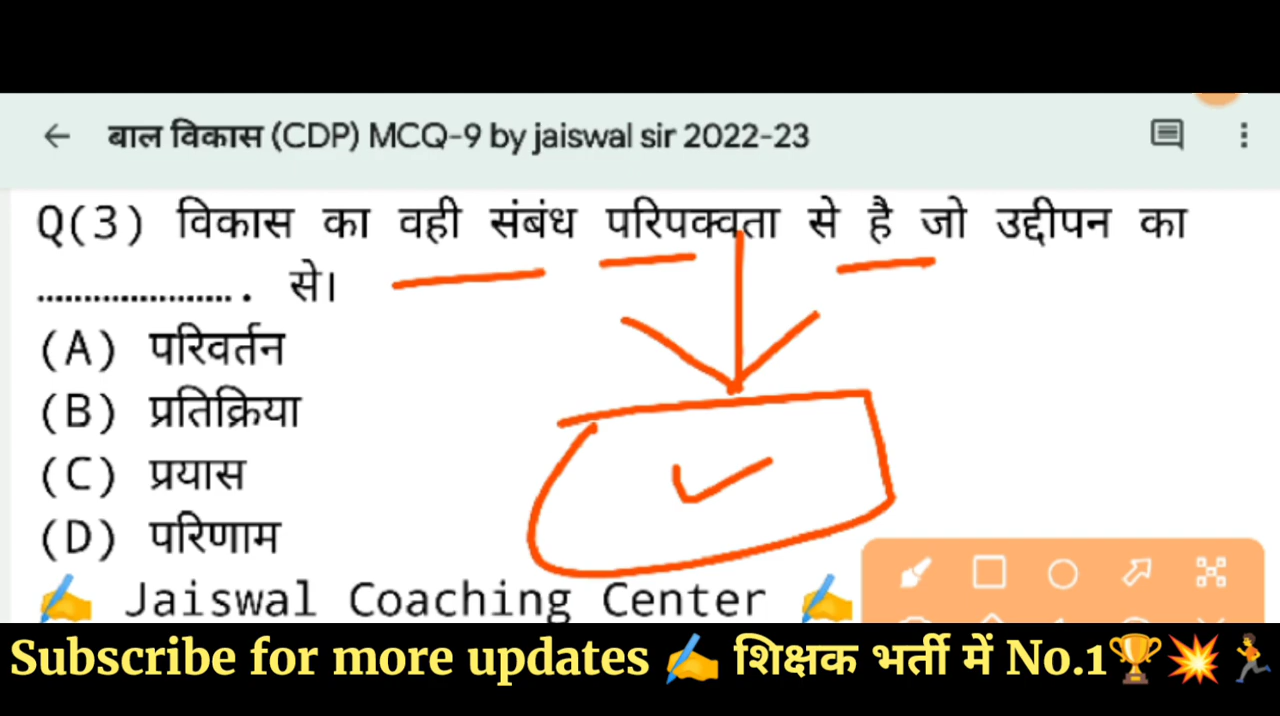 बाल विकास (CDP) MCQ-9 by jaiswal sir 2022-23
Q(3) विकास का वही संबंध परिपक्वता से है जो उद्दीपन का
..................... से।
(A) परिवर्तन
(B) प्रतिक्रिया
(C) प्रयास
(D) परिणाम
✍️ Jaiswal Coaching Center ✍️
Subscribe for more updates ✍️ शिक्षक भर्ती में No.1🏆💥🏃